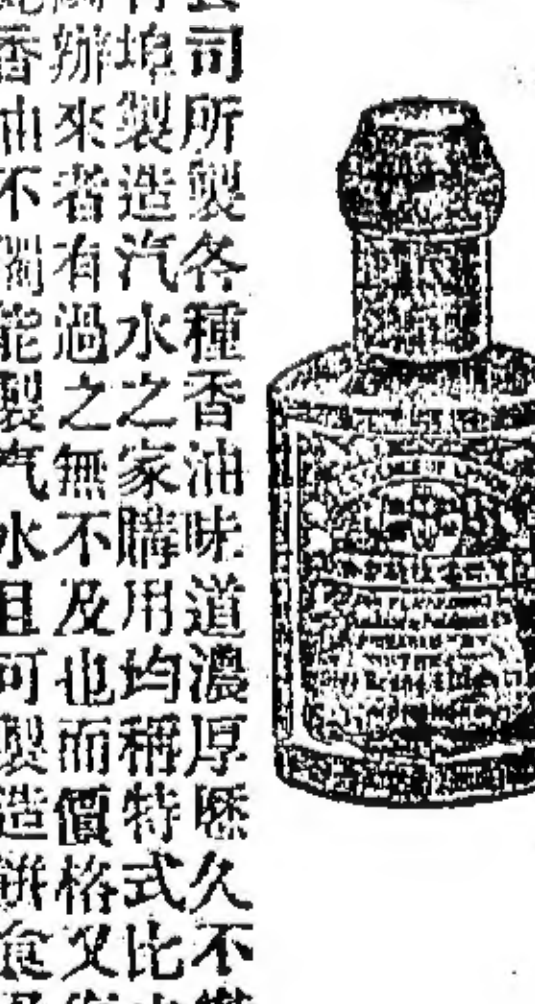 司所製各種香油味道濃厚歷久不
埠製造汽水之家購用均稱特式比
辦來者有過之無不及也而價格又
香油不獨能製汽水且可製造餅食